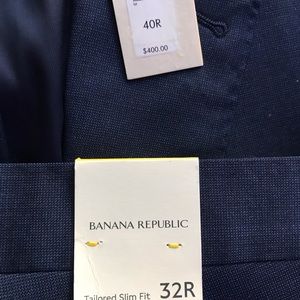 40R
$400.00
BANANA REPUBLIC
Tailored Slim Fit 32R